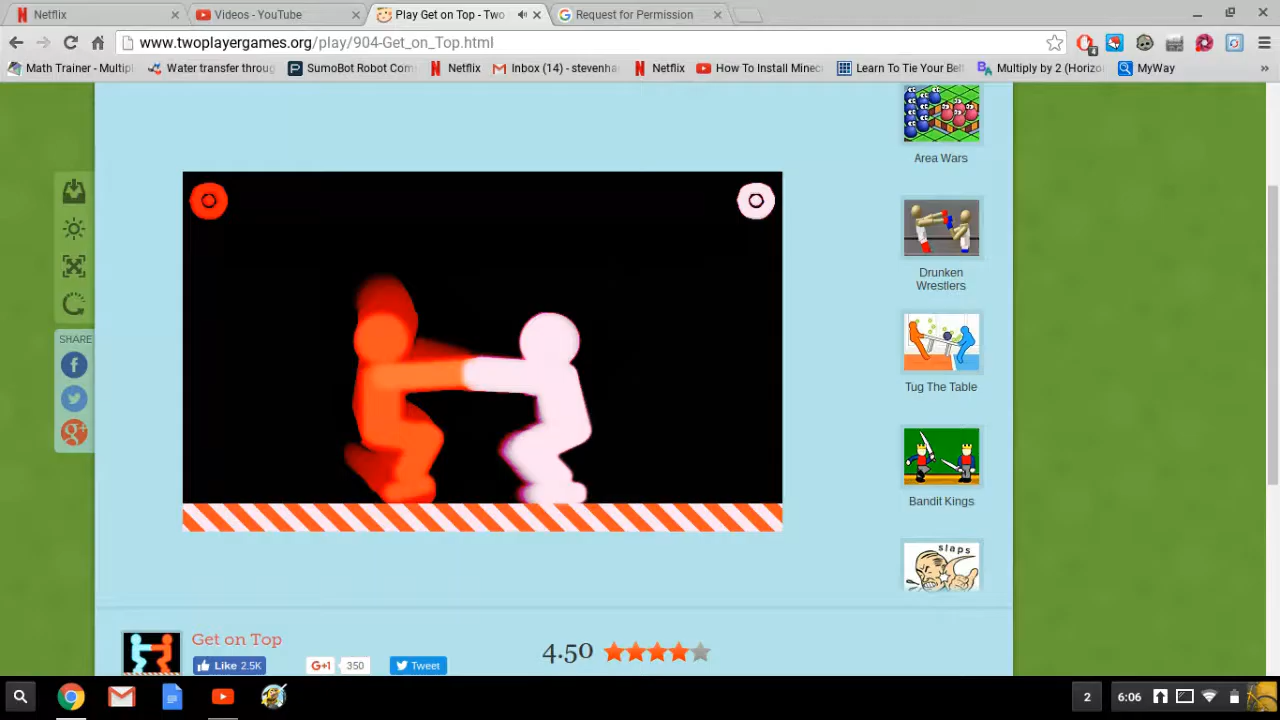 Netflix
Videos - YouTube
Play Get on Top - Two
Request for Permission
www.twoplayergames.org/play/904-Get_on_Top.html
Math Trainer - Multipl
Water transfer throug
SumoBot Robot Com
Netflix
Inbox (14) - stevenha
Netflix
How To Install Minec
Learn To Tie Your Bel
Multiply by 2 (Horizo
MyWay
»
Area Wars
Drunken
Wrestlers
SHARE
Tug The Table
Bandit Kings
slaps
Get on Top
4.50
Like 2.5K
G+1
350
Tweet
2
6:06